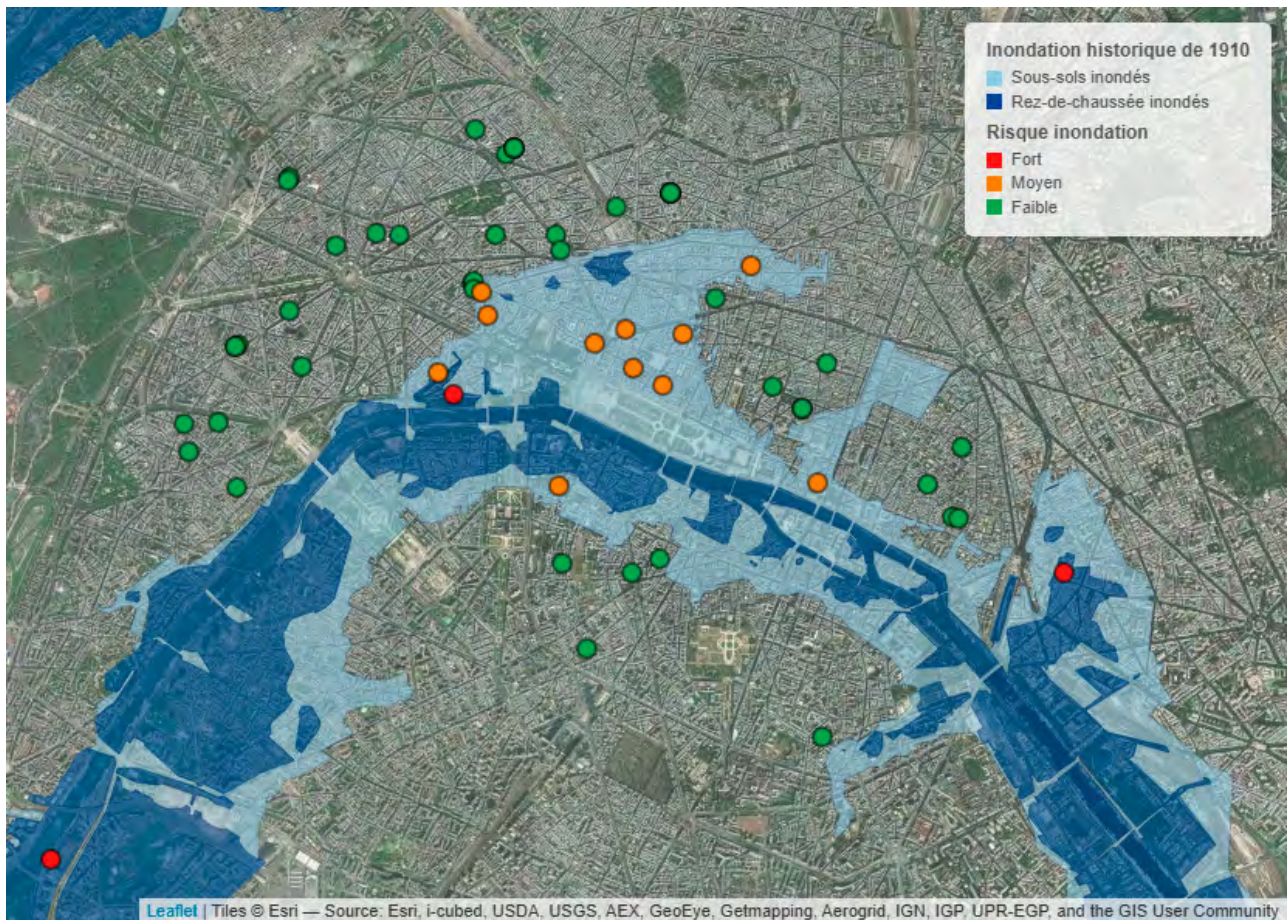 Inondation historique de 1910
Sous-sols inondés
Rez-de-chaussée inondés
Risque inondation
Fort
Moyen
Faible
Leaflet | Tiles © Esri — Source: Esri, i-cubed, USDA, USGS, AEX, GeoEye, Getmapping, Aerogrid, IGN, IGP, UPR-EGP, and the GIS User Community